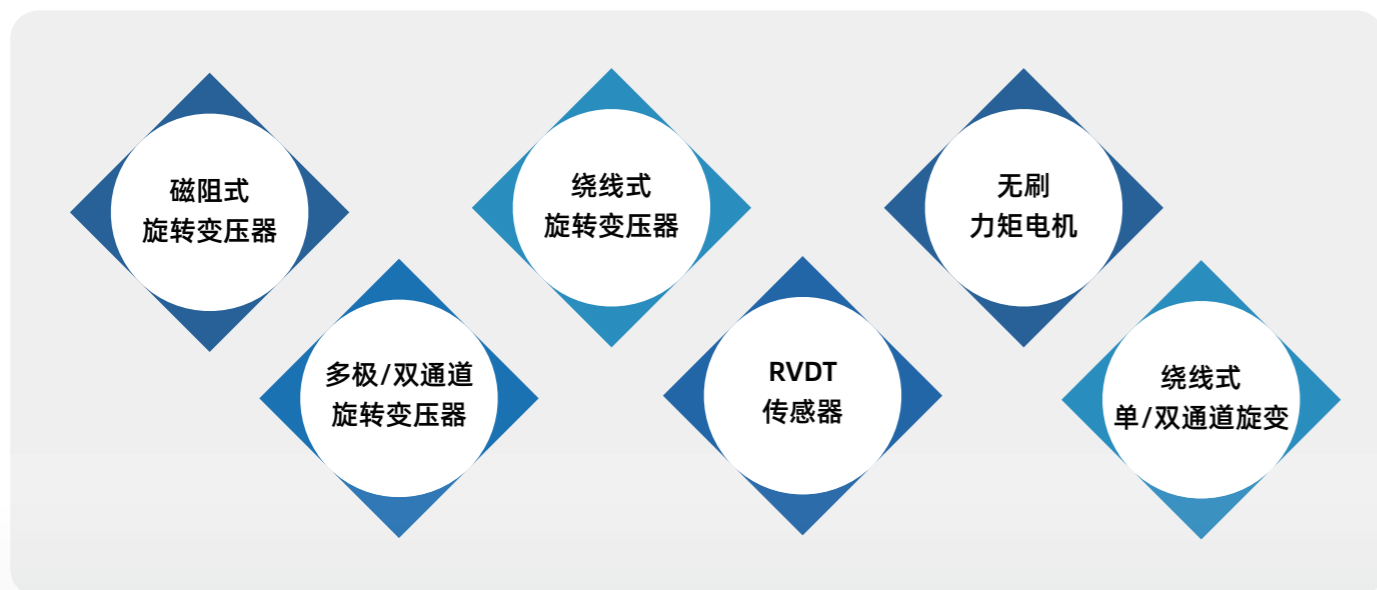 磁阻式
旋转变压器
绕线式
旋转变压器
无刷
力矩电机
多极/双通道
旋转变压器
RVDT
传感器
绕线式
单/双通道旋变